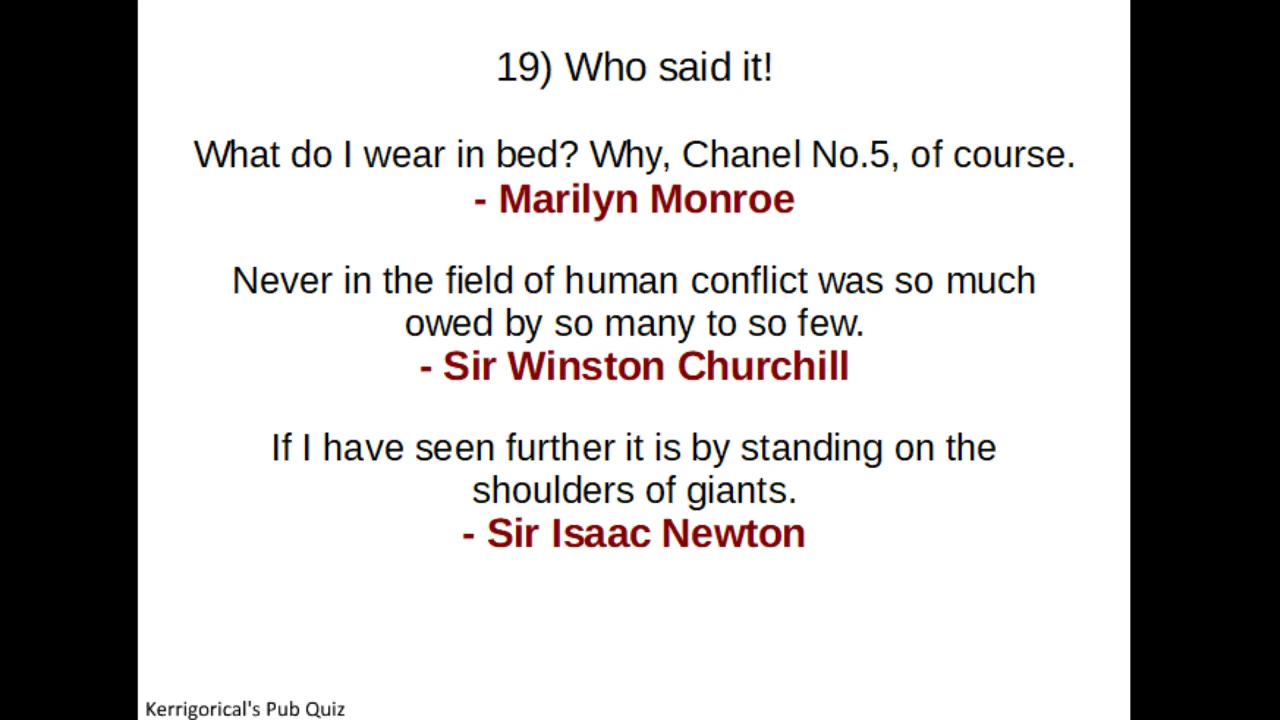 19) Who said it!
What do I wear in bed? Why, Chanel No.5, of course.
- Marilyn Monroe
Never in the field of human conflict was so much
owed by so many to so few.
- Sir Winston Churchill
If I have seen further it is by standing on the
shoulders of giants.
- Sir Isaac Newton
Kerrigorical's Pub Quiz